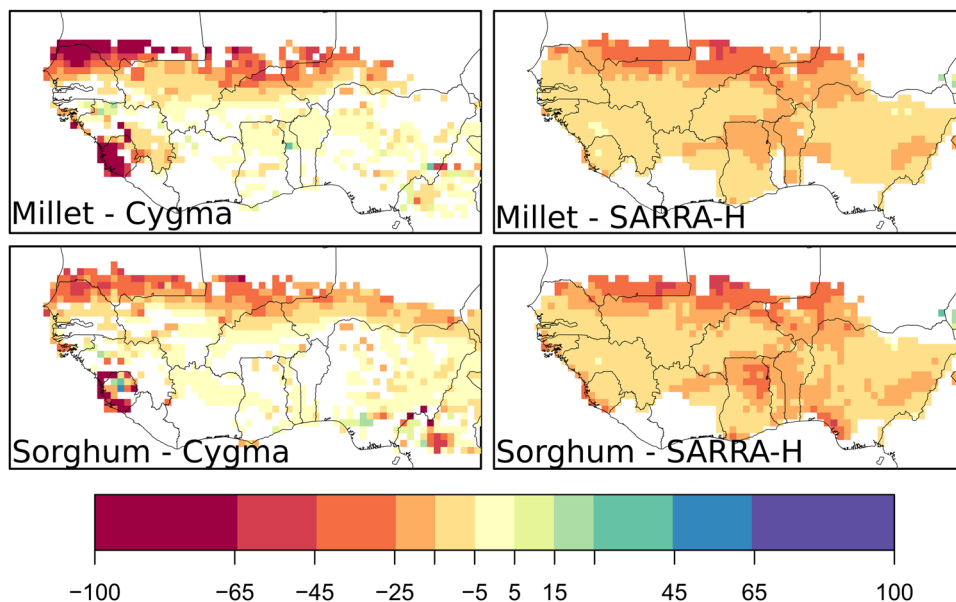 Millet - Cygma
Millet - SARRA-H
Sorghum - Cygma
Sorghum - SARRA-H
−100 −65 −45 −25 −5 5 15 45 65 100